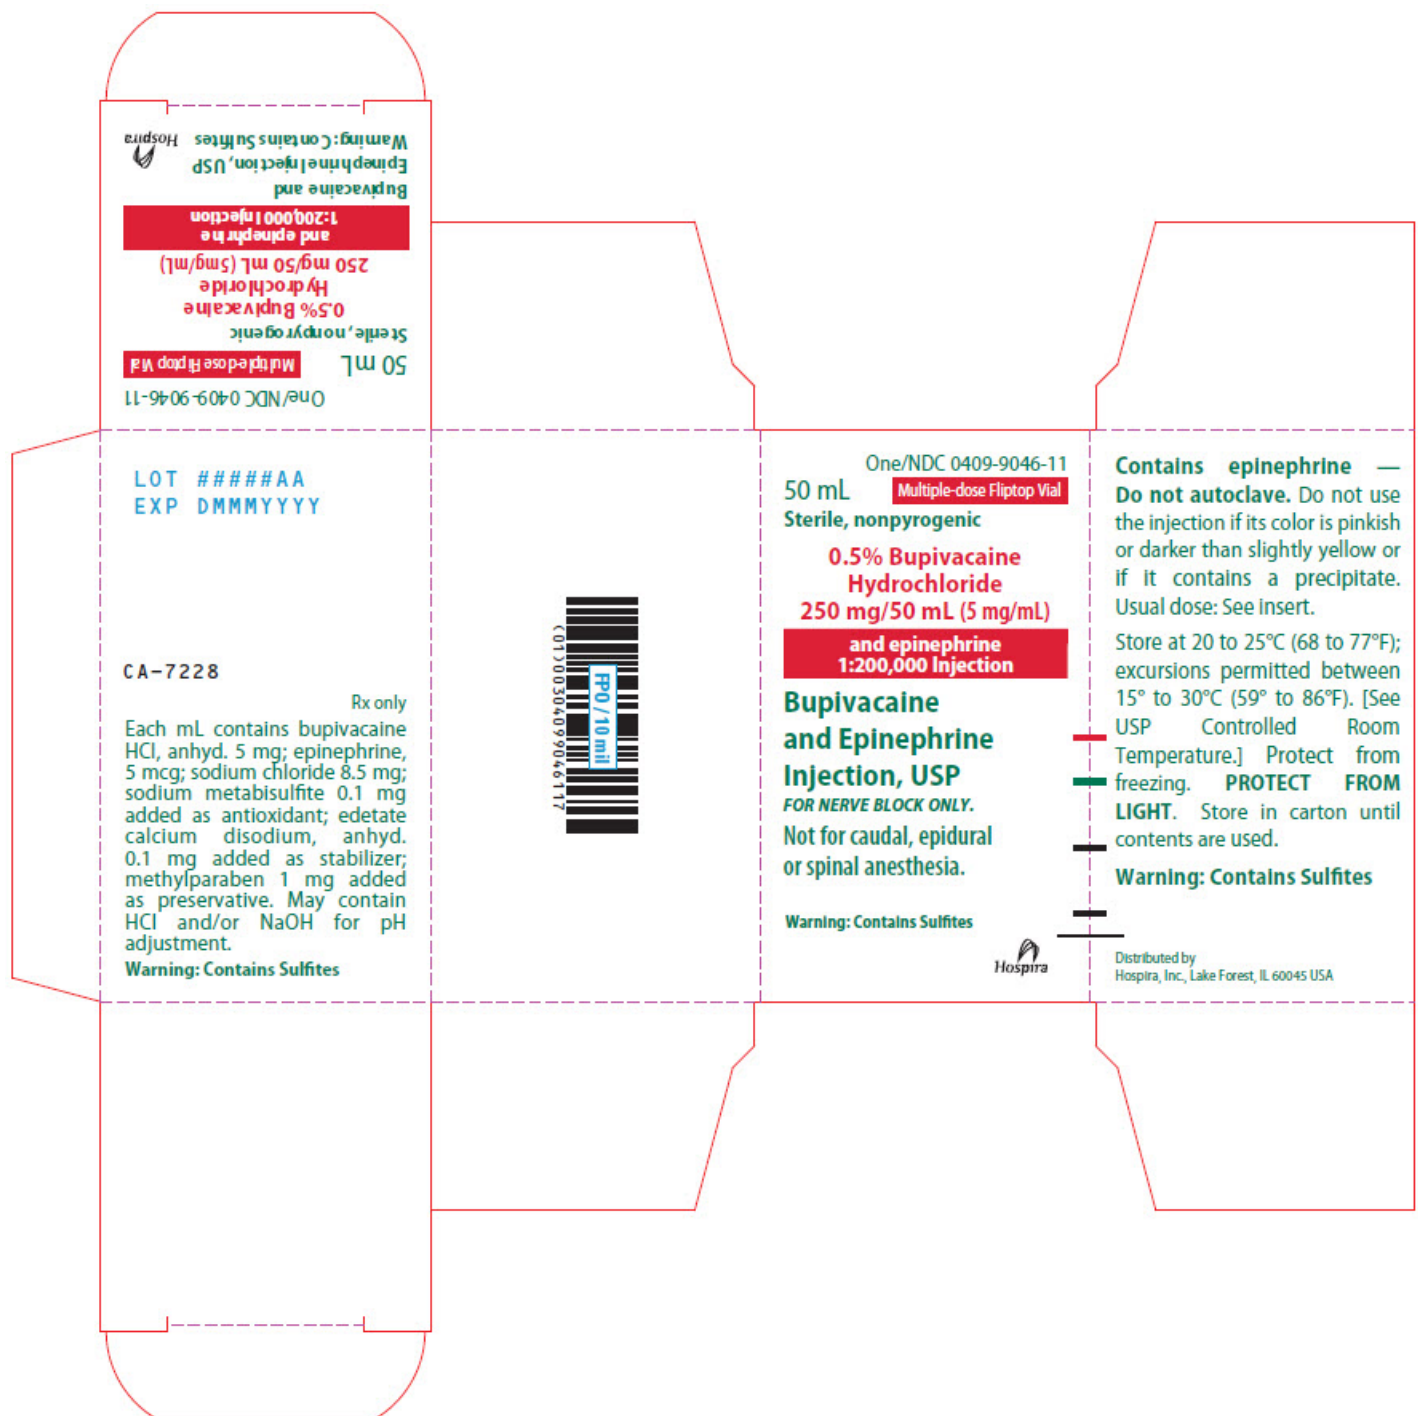 One/NDC 0409-9046-11
50 mL Multiple-dose Fliptop Vial
Sterile, nonpyrogenic
0.5% Bupivacaine
Hydrochloride
250 mg/50 mL (5mg/mL)
and epinephrine
1:200,000 Injection
Bupivacaine and
Epinephrine Injection, USP
Warning: Contains Sulfites
Hospira
LOT #####AA
EXP DMMMYYYY
CA-7228
Rx only
Each mL contains bupivacaine
HCl, anhyd. 5 mg; epinephrine,
5 mcg; sodium chloride 8.5 mg;
sodium metabisulfite 0.1 mg
added as antioxidant; edetate
calcium disodium, anhyd.
0.1 mg added as stabilizer;
methylparaben 1 mg added
as preservative. May contain
HCl and/or NaOH for pH
adjustment.
Warning: Contains Sulfites
(01)00304099046117
FPO / 10 mil
One/NDC 0409-9046-11
50 mL Multiple-dose Fliptop Vial
Sterile, nonpyrogenic
0.5% Bupivacaine
Hydrochloride
250 mg/50 mL (5 mg/mL)
and epinephrine
1:200,000 Injection
Bupivacaine
and Epinephrine
Injection, USP
FOR NERVE BLOCK ONLY.
Not for caudal, epidural
or spinal anesthesia.
Warning: Contains Sulfites
Hospira
Contains epinephrine —
Do not autoclave. Do not use
the injection if its color is pinkish
or darker than slightly yellow or
if it contains a precipitate.
Usual dose: See insert.
Store at 20 to 25°C (68 to 77°F);
excursions permitted between
15° to 30°C (59° to 86°F). [See
USP Controlled Room
Temperature.] Protect from
freezing. PROTECT FROM
LIGHT. Store in carton until
contents are used.
Warning: Contains Sulfites
Distributed by
Hospira, Inc., Lake Forest, IL 60045 USA